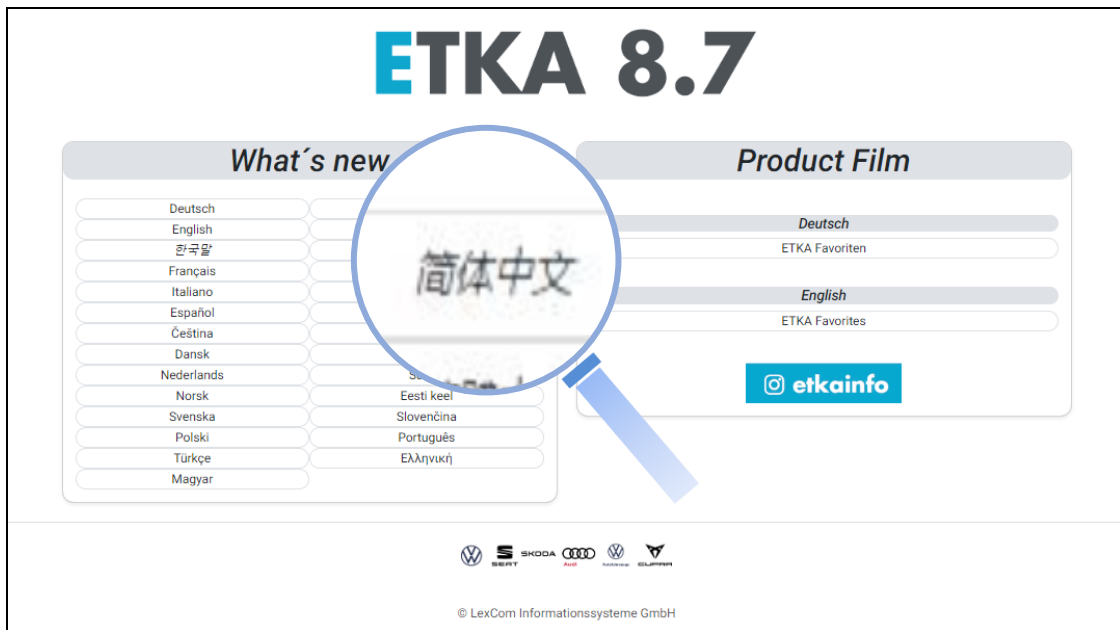 ETKA 8.7
What´s new
Deutsch
English
한국말
Français
Italiano
Español
Čeština
Dansk
Nederlands
Norsk
Eesti keel
Svenska
Slovenčina
Polski
Português
Türkçe
Ελληνική
Magyar
简体中文
Product Film
Deutsch
ETKA Favoriten
English
ETKA Favorites
etkainfo
SEAT
SKODA
Audi
CUPRA
© LexCom Informationssysteme GmbH